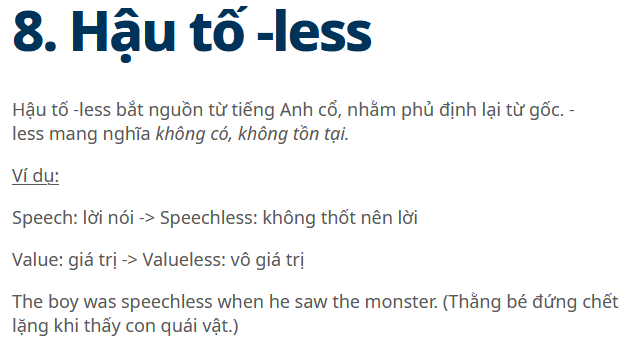 8. Hậu tố -less
Hậu tố -less bắt nguồn từ tiếng Anh cổ, nhằm phủ định lại từ gốc. -
less mang nghĩa không có, không tồn tại.
Ví dụ:
Speech: lời nói -> Speechless: không thốt nên lời
Value: giá trị -> Valueless: vô giá trị
The boy was speechless when he saw the monster. (Thằng bé đứng chết
lặng khi thấy con quái vật.)